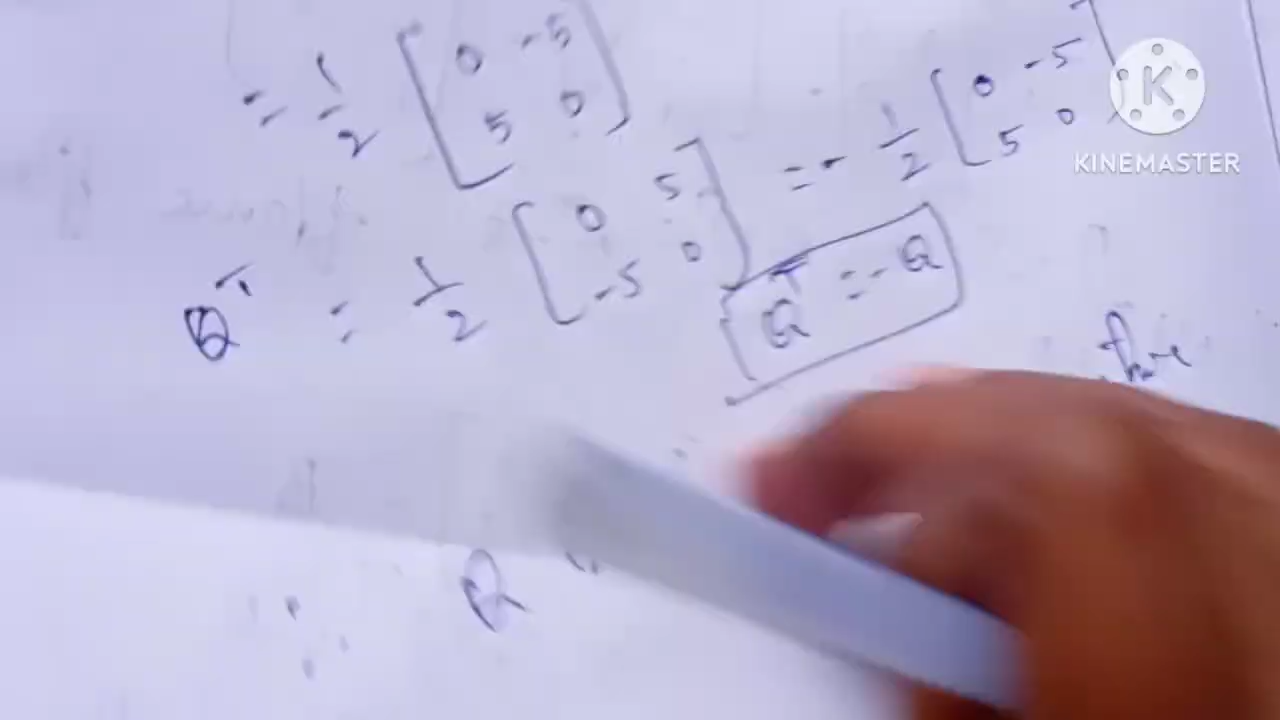 = 1/2 [ 0 -5
5 0 ]
Q^T = 1/2 [ 0 5
-5 0 ] = - 1/2 [ 0 -5
5 0 ]
Q^T = -Q
∴ Q
KINEMASTER